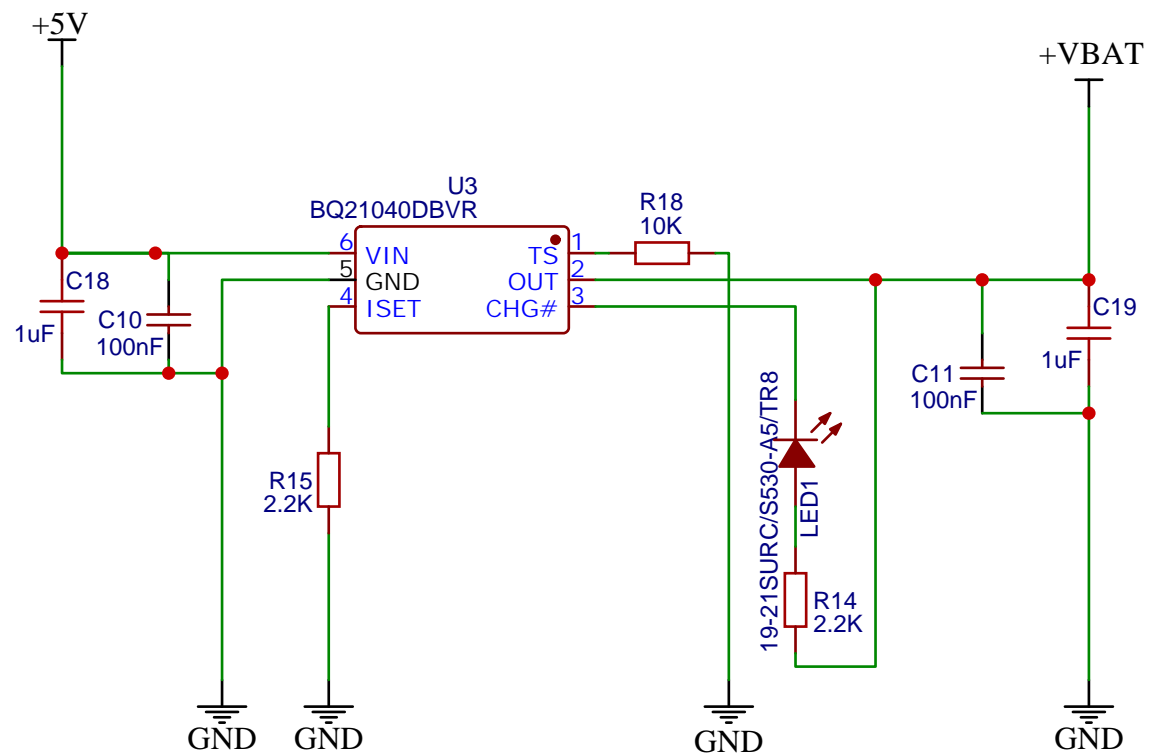 +5V
+VBAT
U3
BQ21040DBVR
R18
10K
6
VIN
TS
1
5
GND
OUT
2
4
ISET
CHG#
3
C18
1uF
C10
100nF
C19
1uF
C11
100nF
R15
2.2K
19-21SURC/S530-A5/TR8
LED1
R14
2.2K
GND
GND
GND
GND